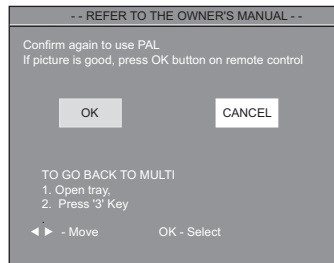 - - REFER TO THE OWNER'S MANUAL - -
Confirm again to use PAL
If picture is good, press OK button on remote control
OK CANCEL
TO GO BACK TO MULTI
1. Open tray,
2. Press '3' Key
.
◄ ► - Move OK - Select